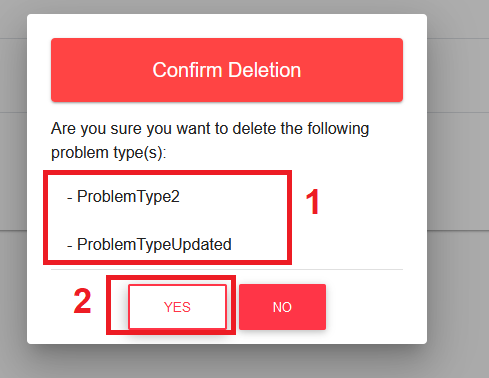 Confirm Deletion
Are you sure you want to delete the following
problem type(s):
- ProblemType2
1
- ProblemTypeUpdated
2
YES
NO